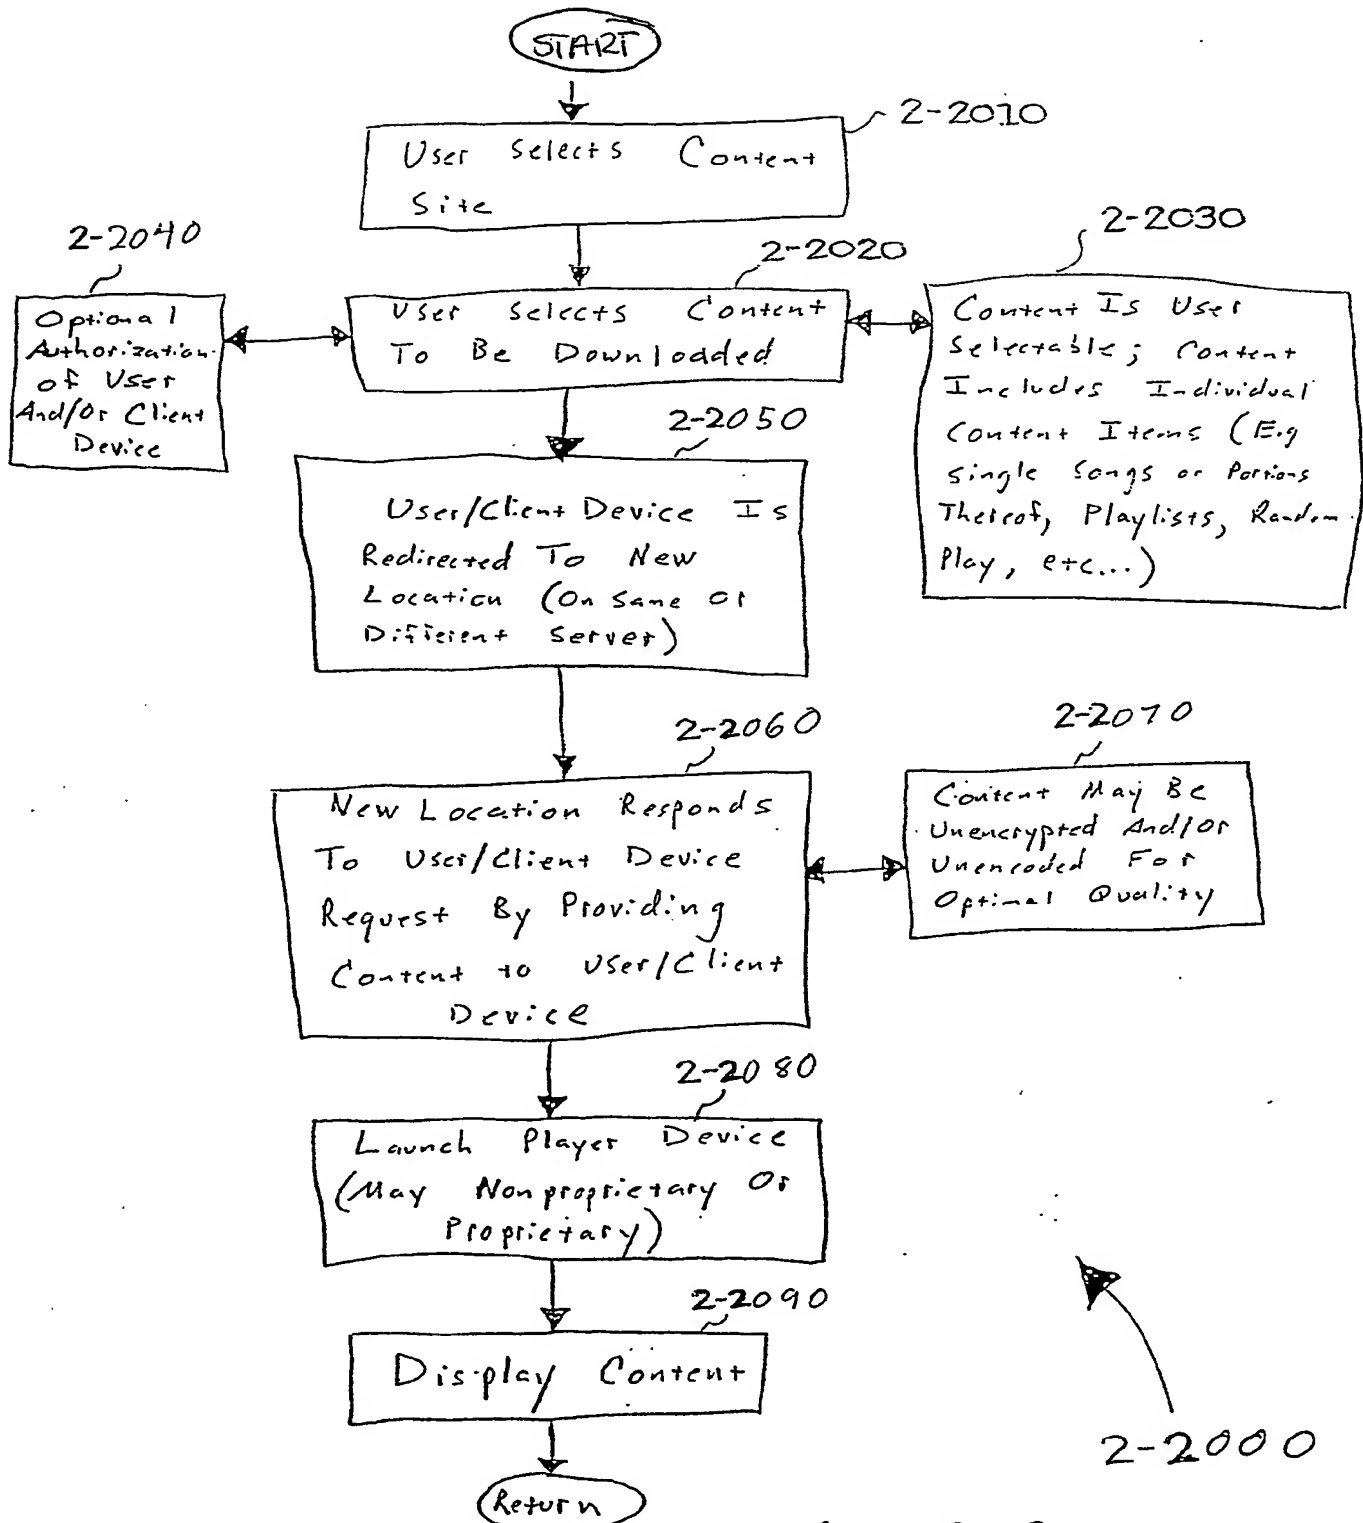 START
2-2010
User Selects Content
Site
2-2040
2-2020
2-2030
Optional
Authorization
of User
And/Or Client
Device
User Selects Content
To Be Downloaded
Content Is User
Selectable; Content
Includes Individual
Content Items (E.g
Single Songs or Portions
Thereof, Playlists, Random
Play, etc...)
2-2050
User/Client Device Is
Redirected To New
Location (On Same Or
Different Server)
2-2060
New Location Responds
To User/Client Device
Request By Providing
Content to User/Client
Device
2-2070
Content May Be
Unencrypted And/Or
Unencoded For
Optimal Quality
2-2080
Launch Player Device
(May Nonproprietary Or
Proprietary)
2-2090
Display Content
2-2000
Return